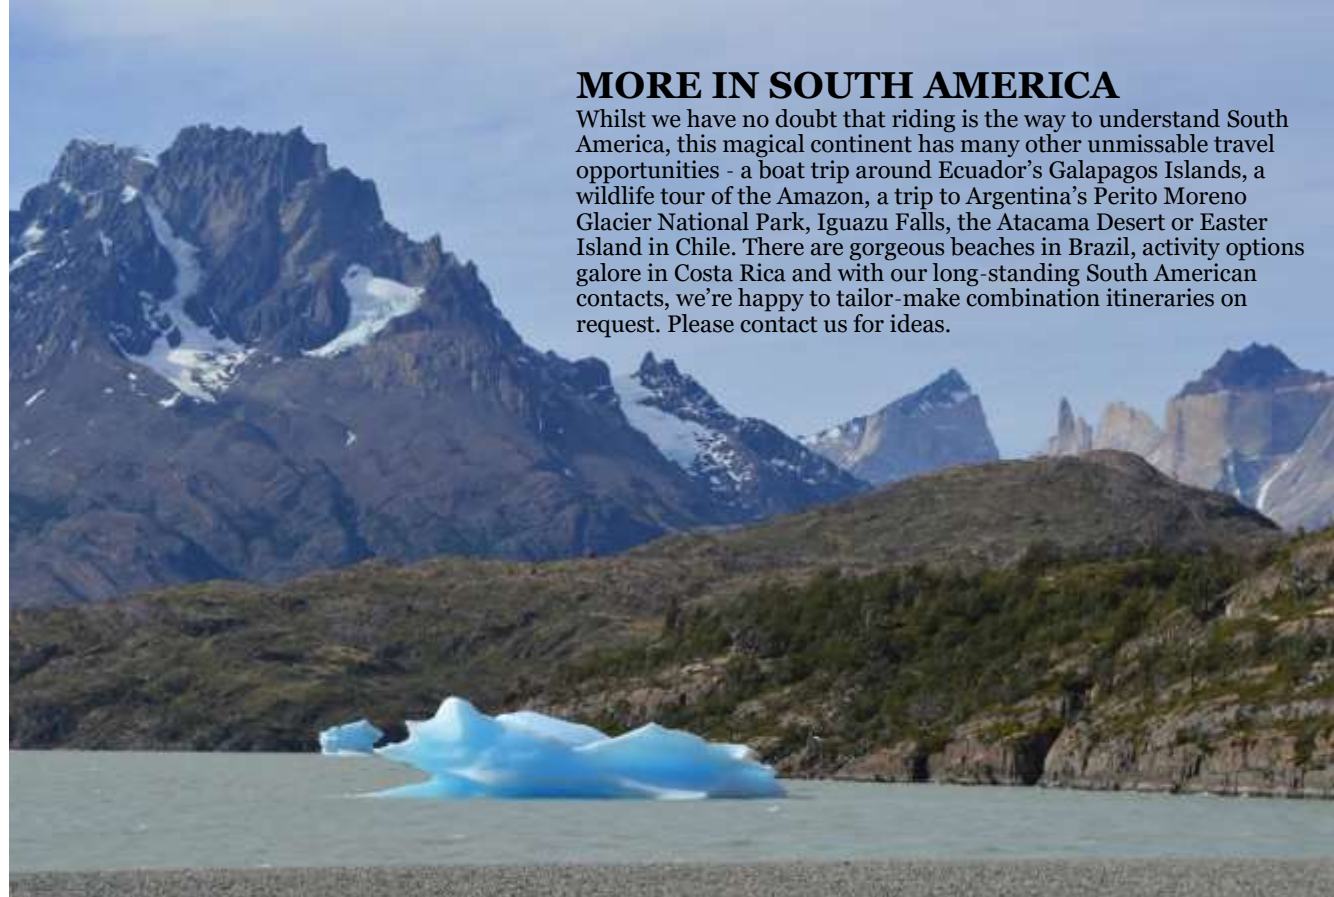 MORE IN SOUTH AMERICA
Whilst we have no doubt that riding is the way to understand South
America, this magical continent has many other unmissable travel
opportunities - a boat trip around Ecuador’s Galapagos Islands, a
wildlife tour of the Amazon, a trip to Argentina’s Perito Moreno
Glacier National Park, Iguazu Falls, the Atacama Desert or Easter
Island in Chile. There are gorgeous beaches in Brazil, activity options
galore in Costa Rica and with our long-standing South American
contacts, we’re happy to tailor-make combination itineraries on
request. Please contact us for ideas.